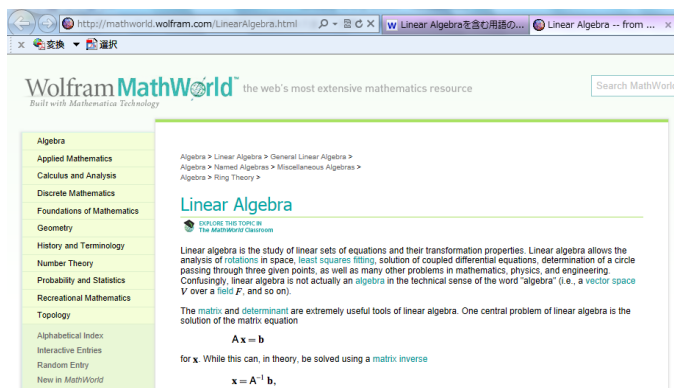 http://mathworld.wolfram.com/LinearAlgebra.html
W Linear Algebraを含む用語の...
Linear Algebra -- from ...
x 変換 ▼ 選択
Wolfram MathWorld™ the web's most extensive mathematics resource
Built with Mathematica Technology
Search MathWorl
Algebra
Applied Mathematics
Calculus and Analysis
Discrete Mathematics
Foundations of Mathematics
Geometry
History and Terminology
Number Theory
Probability and Statistics
Recreational Mathematics
Topology
Alphabetical Index
Interactive Entries
Random Entry
New in MathWorld
Algebra > Linear Algebra > General Linear Algebra >
Algebra > Named Algebras > Miscellaneous Algebras >
Algebra > Ring Theory >
Linear Algebra
EXPLORE THIS TOPIC IN
The MathWorld Classroom
Linear algebra is the study of linear sets of equations and their transformation properties. Linear algebra allows the
analysis of rotations in space, least squares fitting, solution of coupled differential equations, determination of a circle
passing through three given points, as well as many other problems in mathematics, physics, and engineering.
Confusingly, linear algebra is not actually an algebra in the technical sense of the word "algebra" (i.e., a vector space
V over a field F, and so on).
The matrix and determinant are extremely useful tools of linear algebra. One central problem of linear algebra is the
solution of the matrix equation
A x = b
for x. While this can, in theory, be solved using a matrix inverse
x = A⁻¹ b,